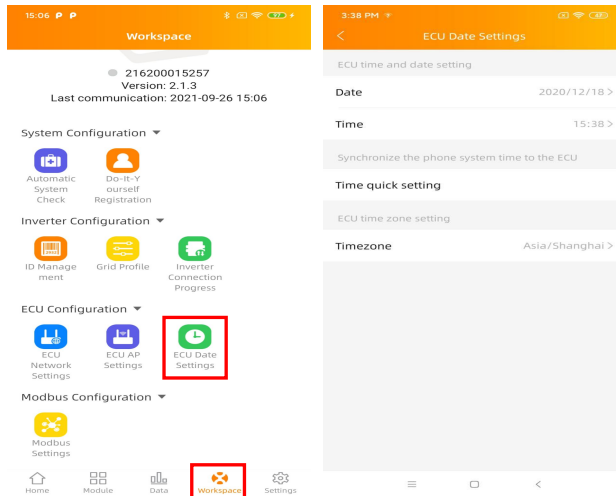 15:06 P P
97
Workspace
216200015257
Version: 2.1.3
Last communication: 2021-09-26 15:06
System Configuration
Automatic
System
Check
Do-It-Y
ourself
Registration
Inverter Configuration
ID Manage
ment
Grid Profile
Inverter
Connection
Progress
ECU Configuration
ECU
Network
Settings
ECU AP
Settings
ECU Date
Settings
Modbus Configuration
Modbus
Settings
Home
Module
Data
Workspace
Settings
3:38 PM
ECU Date Settings
ECU time and date setting
Date 2020/12/18 >
Time 15:38 >
Synchronize the phone system time to the ECU
Time quick setting
ECU time zone setting
Timezone Asia/Shanghai >